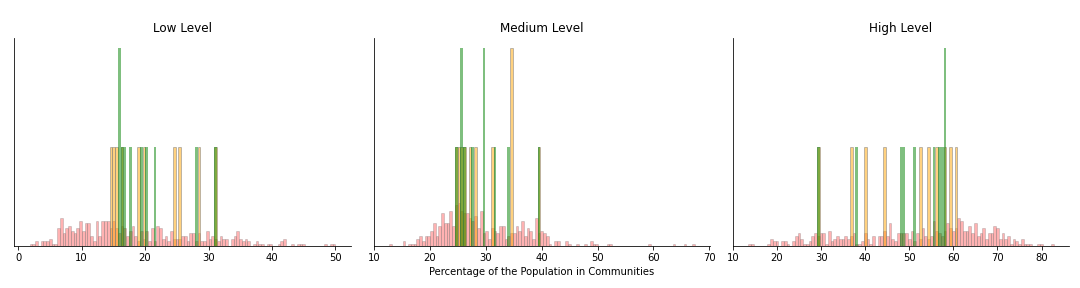 Low Level
Medium Level
High Level
0 10 20 30 40 50
10 20 30 40 50 60 70
10 20 30 40 50 60 70 80
Percentage of the Population in Communities